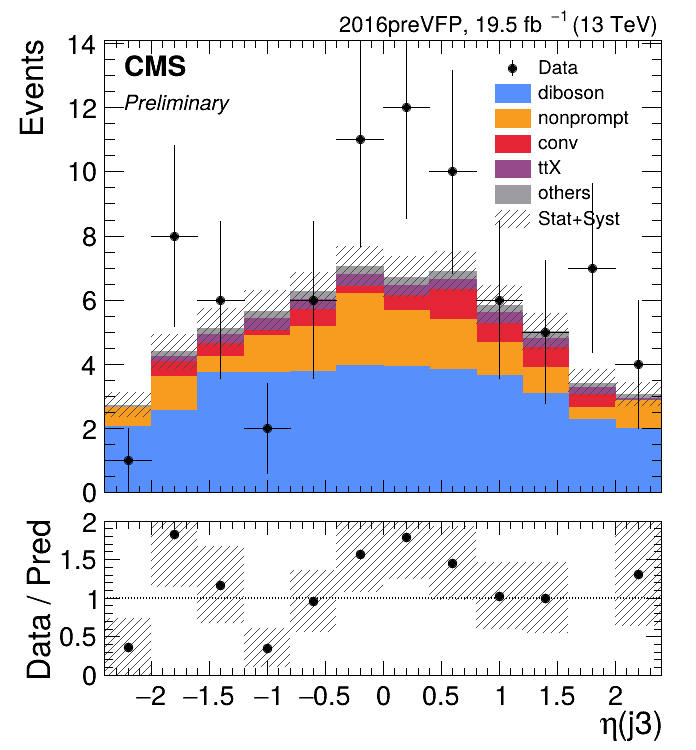 2016preVFP, 19.5 fb⁻¹ (13 TeV)
Events
14
12
10
8
6
4
2
0
CMS
Preliminary
Data
diboson
nonprompt
conv
ttX
others
Stat+Syst
Data / Pred
2
1.5
1
0.5
0
−2 −1.5 −1 −0.5 0 0.5 1 1.5 2
η(j3)